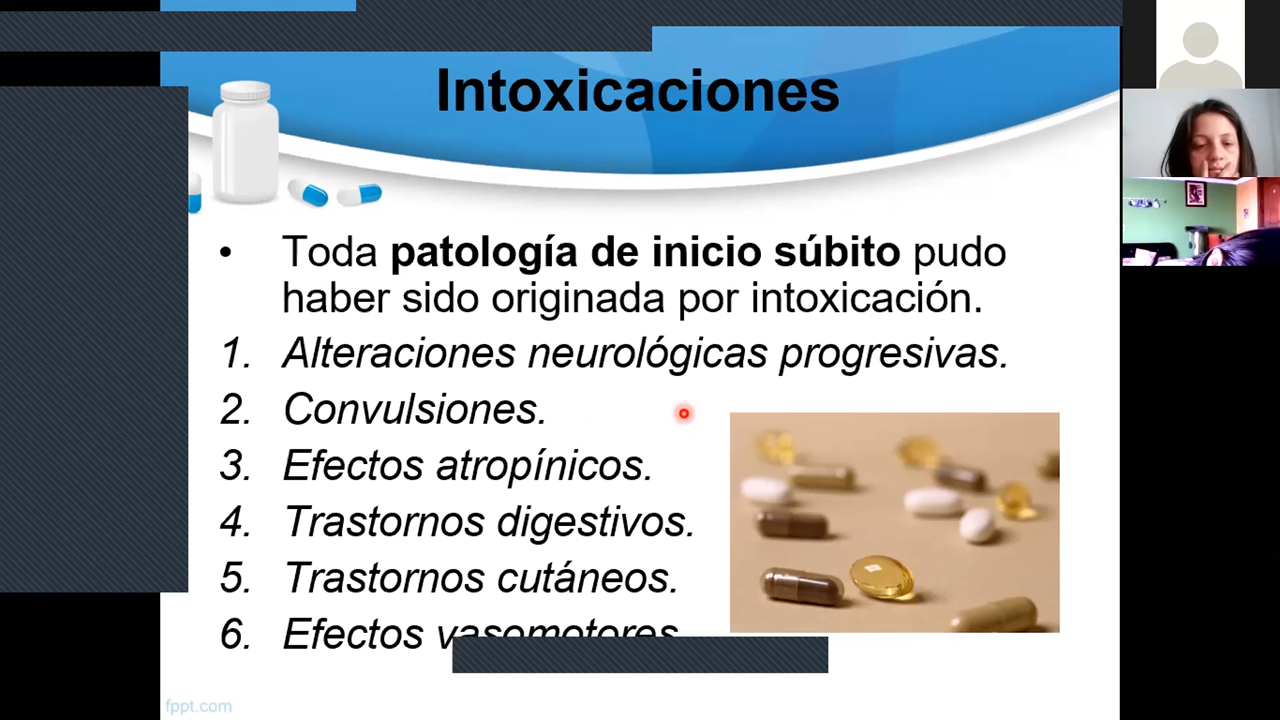 Intoxicaciones
• Toda patología de inicio súbito pudo
haber sido originada por intoxicación.
1. Alteraciones neurológicas progresivas.
2. Convulsiones.
3. Efectos atropínicos.
4. Trastornos digestivos.
5. Trastornos cutáneos.
6. Efectos vasomotores.
fppt.com